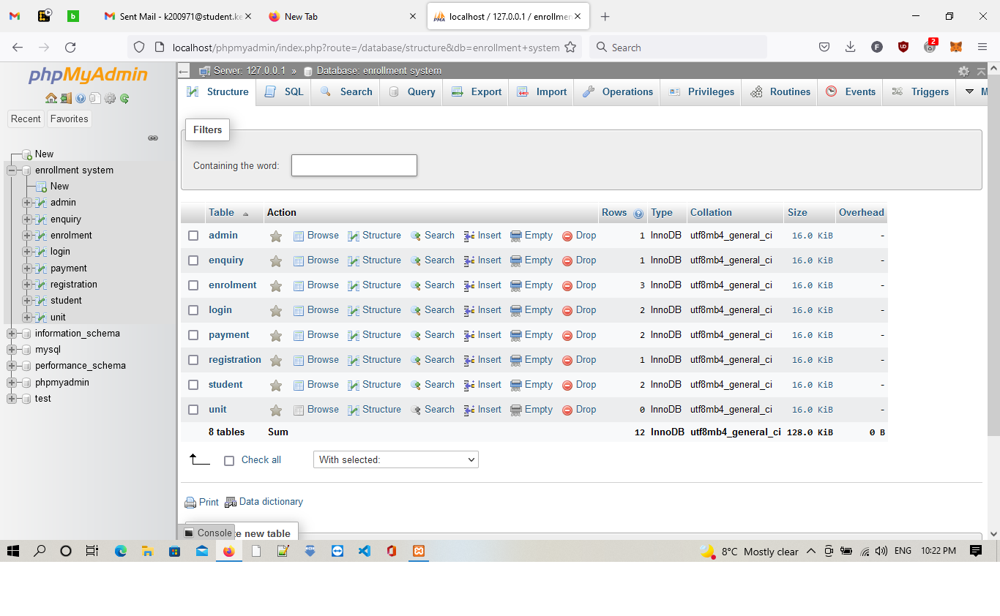 Sent Mail - k200971@student.ke
New Tab
localhost / 127.0.0.1 / enrollmen
localhost/phpmyadmin/index.php?route=/database/structure&db=enrollment+system
Search
F
2
phpMyAdmin
Recent
Favorites
New
enrollment system
New
admin
enquiry
enrolment
login
payment
registration
student
unit
information_schema
mysql
performance_schema
phpmyadmin
test
Server: 127.0.0.1 » Database: enrollment system
Structure SQL Search Query Export Import Operations Privileges Routines Events Triggers M
Filters
Containing the word:
Table Action Rows Type Collation Size Overhead
admin Browse Structure Search Insert Empty Drop 1 InnoDB utf8mb4_general_ci 16.0 KiB -
enquiry Browse Structure Search Insert Empty Drop 1 InnoDB utf8mb4_general_ci 16.0 KiB -
enrolment Browse Structure Search Insert Empty Drop 3 InnoDB utf8mb4_general_ci 16.0 KiB -
login Browse Structure Search Insert Empty Drop 2 InnoDB utf8mb4_general_ci 16.0 KiB -
payment Browse Structure Search Insert Empty Drop 2 InnoDB utf8mb4_general_ci 16.0 KiB -
registration Browse Structure Search Insert Empty Drop 1 InnoDB utf8mb4_general_ci 16.0 KiB -
student Browse Structure Search Insert Empty Drop 2 InnoDB utf8mb4_general_ci 16.0 KiB -
unit Browse Structure Search Insert Empty Drop 0 InnoDB utf8mb4_general_ci 16.0 KiB -
8 tables Sum 12 InnoDB utf8mb4_general_ci 128.0 KiB 0 B
Check all
With selected:
Print
Data dictionary
Console
e new table
8°C Mostly clear
ENG
10:22 PM